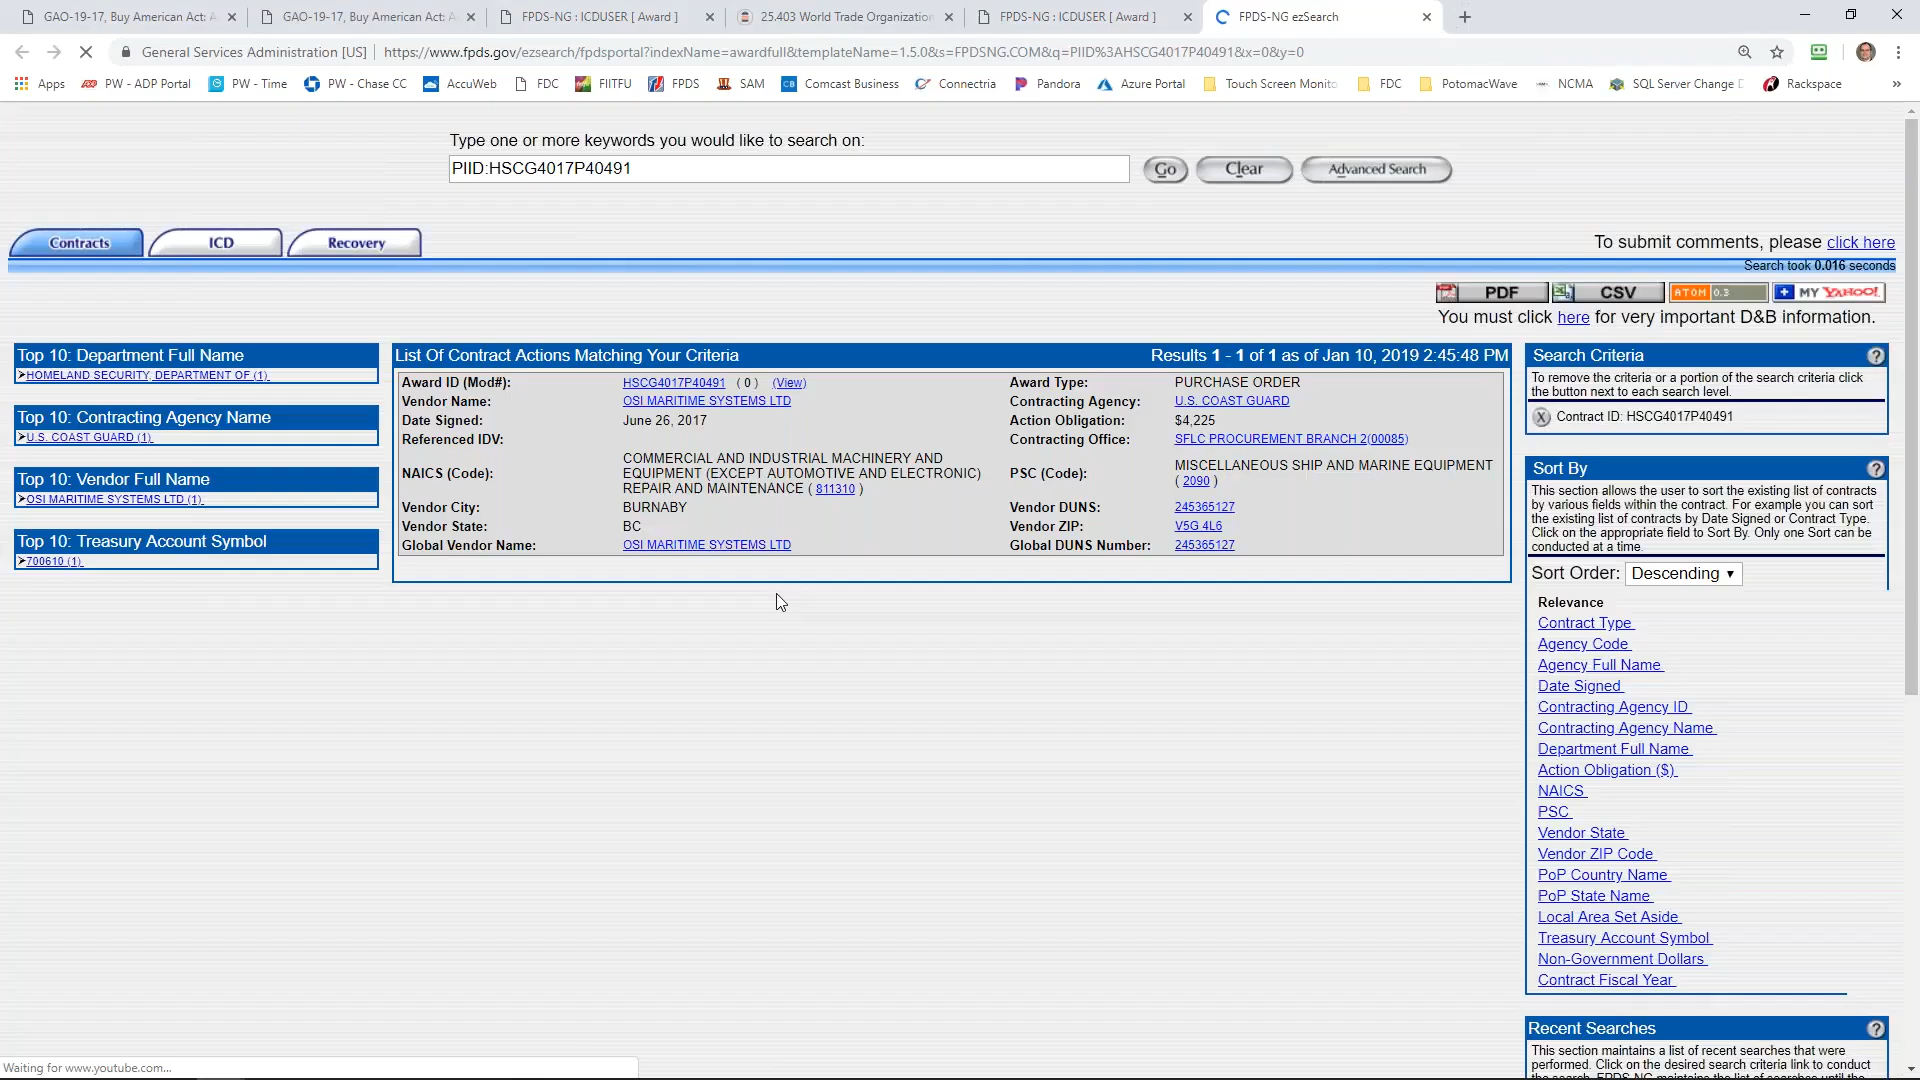 GAO-19-17, Buy American Act: A
GAO-19-17, Buy American Act: A
FPDS-NG : ICDUSER [ Award ]
25.403 World Trade Organization
FPDS-NG : ICDUSER [ Award ]
FPDS-NG ezSearch
General Services Administration [US] | https://www.fpds.gov/ezsearch/fpdsportal?indexName=awardfull&templateName=1.5.0&s=FPDSNG.COM&q=PIID%3AHSCG4017P40491&x=0&y=0
Apps PW - ADP Portal PW - Time PW - Chase CC AccuWeb FDC FIITFU FPDS SAM Comcast Business Connectria Pandora Azure Portal Touch Screen Monito FDC PotomacWave NCMA SQL Server Change Rackspace »
Type one or more keywords you would like to search on:
PIID:HSCG4017P40491
Go Clear Advanced Search
Contracts ICD Recovery
To submit comments, please click here
Search took 0.016 seconds
PDF CSV ATOM 0.3 MY YAHOO!
You must click here for very important D&B information.
Top 10: Department Full Name
HOMELAND SECURITY, DEPARTMENT OF (1)
Top 10: Contracting Agency Name
U.S. COAST GUARD (1)
Top 10: Vendor Full Name
OSI MARITIME SYSTEMS LTD (1)
Top 10: Treasury Account Symbol
700610 (1)
List Of Contract Actions Matching Your Criteria Results 1 - 1 of 1 as of Jan 10, 2019 2:45:48 PM
Award ID (Mod#): HSCG4017P40491 ( 0 ) (View) Award Type: PURCHASE ORDER
Vendor Name: OSI MARITIME SYSTEMS LTD Contracting Agency: U.S. COAST GUARD
Date Signed: June 26, 2017 Action Obligation: $4,225
Referenced IDV: Contracting Office: SFLC PROCUREMENT BRANCH 2(00085)
NAICS (Code): COMMERCIAL AND INDUSTRIAL MACHINERY AND
EQUIPMENT (EXCEPT AUTOMOTIVE AND ELECTRONIC)
REPAIR AND MAINTENANCE ( 811310 )
PSC (Code): MISCELLANEOUS SHIP AND MARINE EQUIPMENT
( 2090 )
Vendor City: BURNABY Vendor DUNS: 245365127
Vendor State: BC Vendor ZIP: V5G 4L6
Global Vendor Name: OSI MARITIME SYSTEMS LTD Global DUNS Number: 245365127
Search Criteria ?
To remove the criteria or a portion of the search criteria click
the button next to each search level.
X Contract ID: HSCG4017P40491
Sort By ?
This section allows the user to sort the existing list of contracts
by various fields within the contract. For example you can sort
the existing list of contracts by Date Signed or Contract Type.
Click on the appropriate field to Sort By. Only one Sort can be
conducted at a time.
Sort Order: Descending
Relevance
Contract Type
Agency Code
Agency Full Name
Date Signed
Contracting Agency ID
Contracting Agency Name
Department Full Name
Action Obligation ($)
NAICS
PSC
Vendor State
Vendor ZIP Code
PoP Country Name
PoP State Name
Local Area Set Aside
Treasury Account Symbol
Non-Government Dollars
Contract Fiscal Year
Recent Searches ?
This section maintains a list of recent searches that were
performed. Click on the desired search criteria link to conduct
Waiting for www.youtube.com...